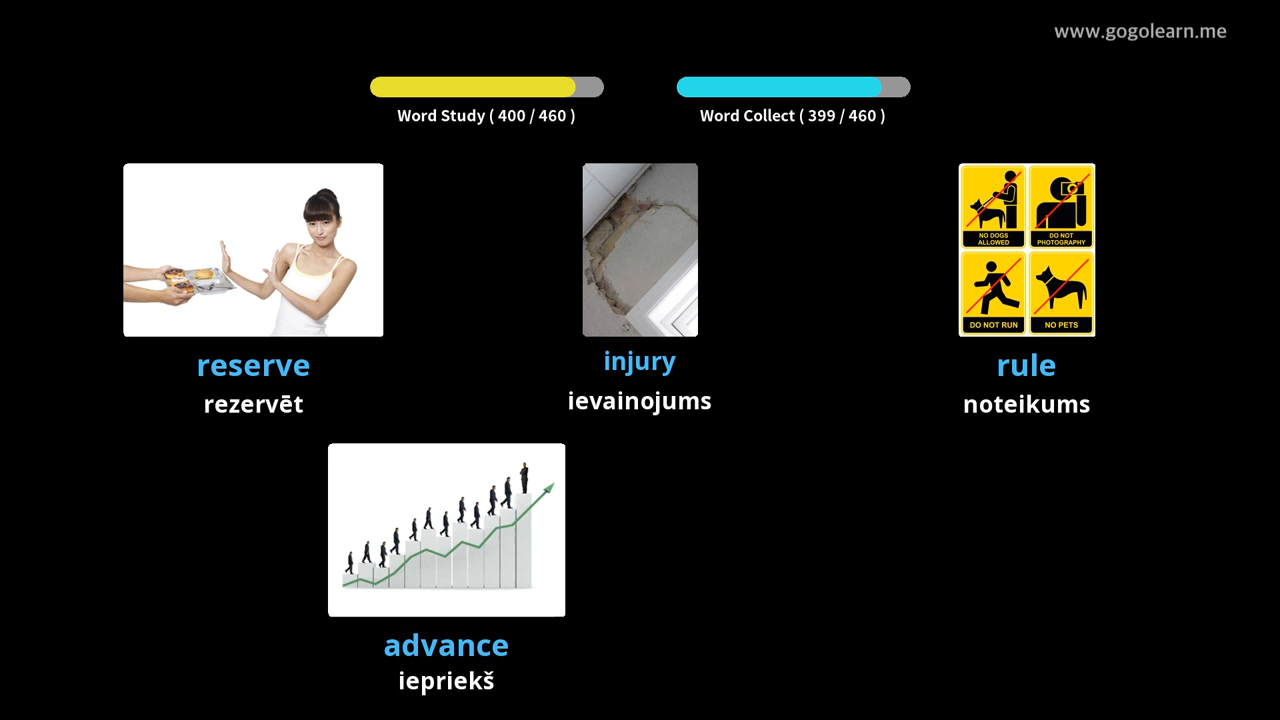 www.gogolearn.me
Word Study ( 400 / 460 )
Word Collect ( 399 / 460 )
NO DOGS
ALLOWED
DO NOT
PHOTOGRAPHY
DO NOT RUN
NO PETS
reserve
rezervēt
injury
ievainojums
rule
noteikums
advance
iepriekš